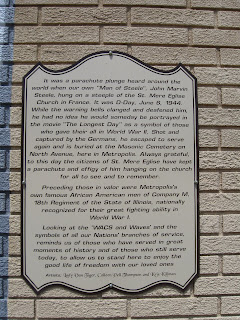 It was a parachute plunge heard around the
world when our own "Man of Steele", John Marvin
Steele, hung on a steeple of the St. Mere Eglise
Church in France. It was D-Day, June 6, 1944.
While the warning bells clanged and deafened him,
he had no idea he would someday be portrayed in
the movie "The Longest Day" as a symbol of those
who gave their all in World War II. Shot and
captured by the Germans, he escaped to serve
again and is buried at the Masonic Cemetery on
North Avenue, here in Metropolis. Always grateful,
to this day the citizens of St. Mere Eglise have kept
a parachute and effigy of him hanging on the church
for all to see and to remember.
Preceding those in valor were Metropolis's
own famous African American men of Company M,
18th Regiment of the State of Illinois, nationally
recognized for their great fighting ability in
World War I.
Looking at the 'WACS and Waves' and the
symbols of all our Nations' branches of service,
reminds us of those who have served in great
moments of history and of those who still serve
today, to allow us to stand here to enjoy the
good life of freedom with our loved ones
Artists: